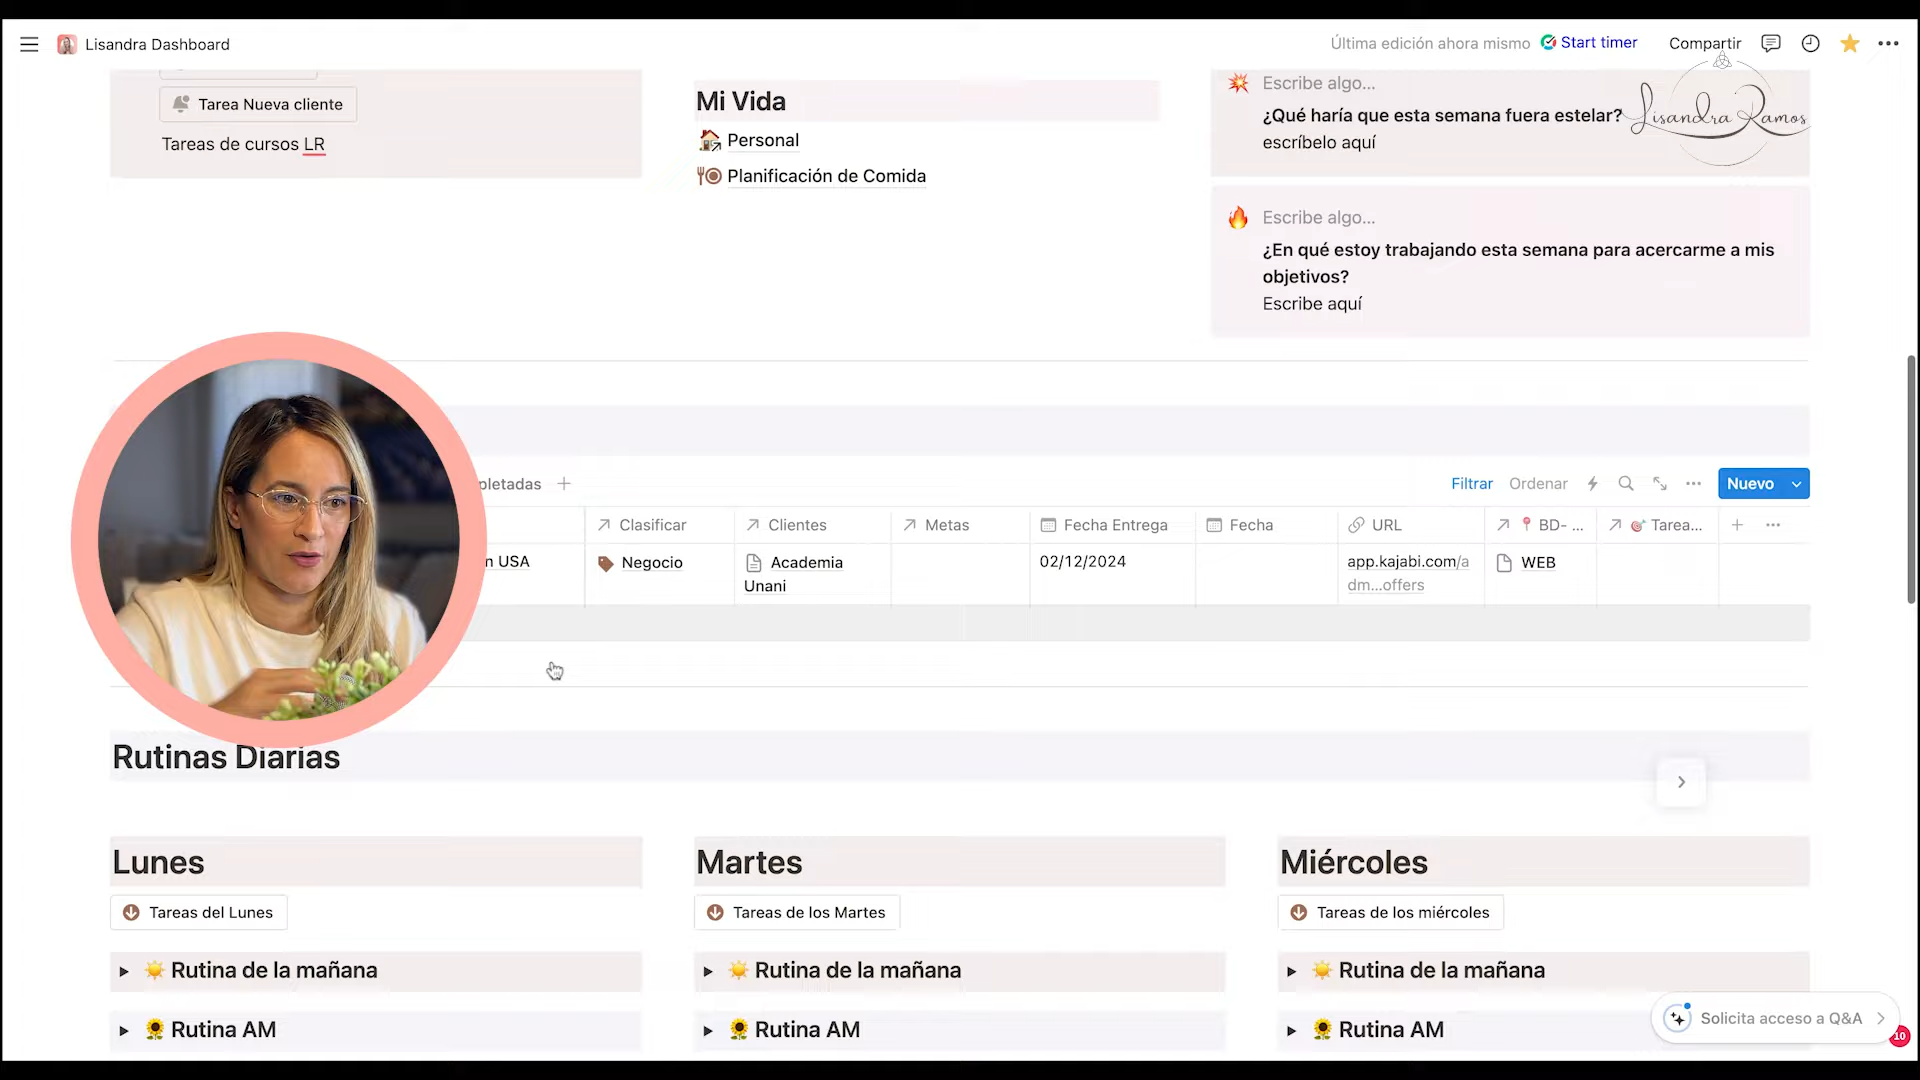 Lisandra Dashboard
Última edición ahora mismo
Start timer
Compartir
Tarea Nueva cliente
Tareas de cursos LR
Mi Vida
Personal
Planificación de Comida
Escribe algo...
¿Qué haría que esta semana fuera estelar?
escríbelo aquí
Lisandra Ramos
Escribe algo...
¿En qué estoy trabajando esta semana para acercarme a mis
objetivos?
Escribe aquí
pletadas
Filtrar
Ordenar
Nuevo
Clasificar
Clientes
Metas
Fecha Entrega
Fecha
URL
BD- ...
Tarea...
n USA
Negocio
Academia
Unani
02/12/2024
app.kajabi.com/a
dm...offers
WEB
Rutinas Diarias
Lunes
Martes
Miércoles
Tareas del Lunes
Tareas de los Martes
Tareas de los miércoles
Rutina de la mañana
Rutina de la mañana
Rutina de la mañana
Rutina AM
Rutina AM
Rutina AM
Solicita acceso a Q&A
10